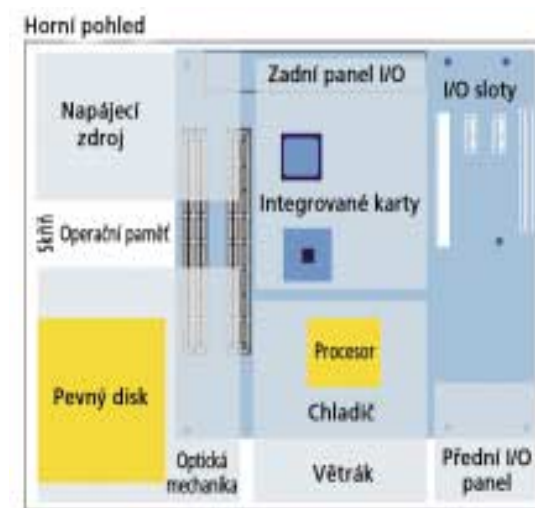 Horní pohled
Zadní panel I/O
I/O sloty
Napájecí
zdroj
Integrované karty
Skříň
Operační paměť
Procesor
Pevný disk
Chladič
Optická
mechanika
Větrák
Přední I/O
panel